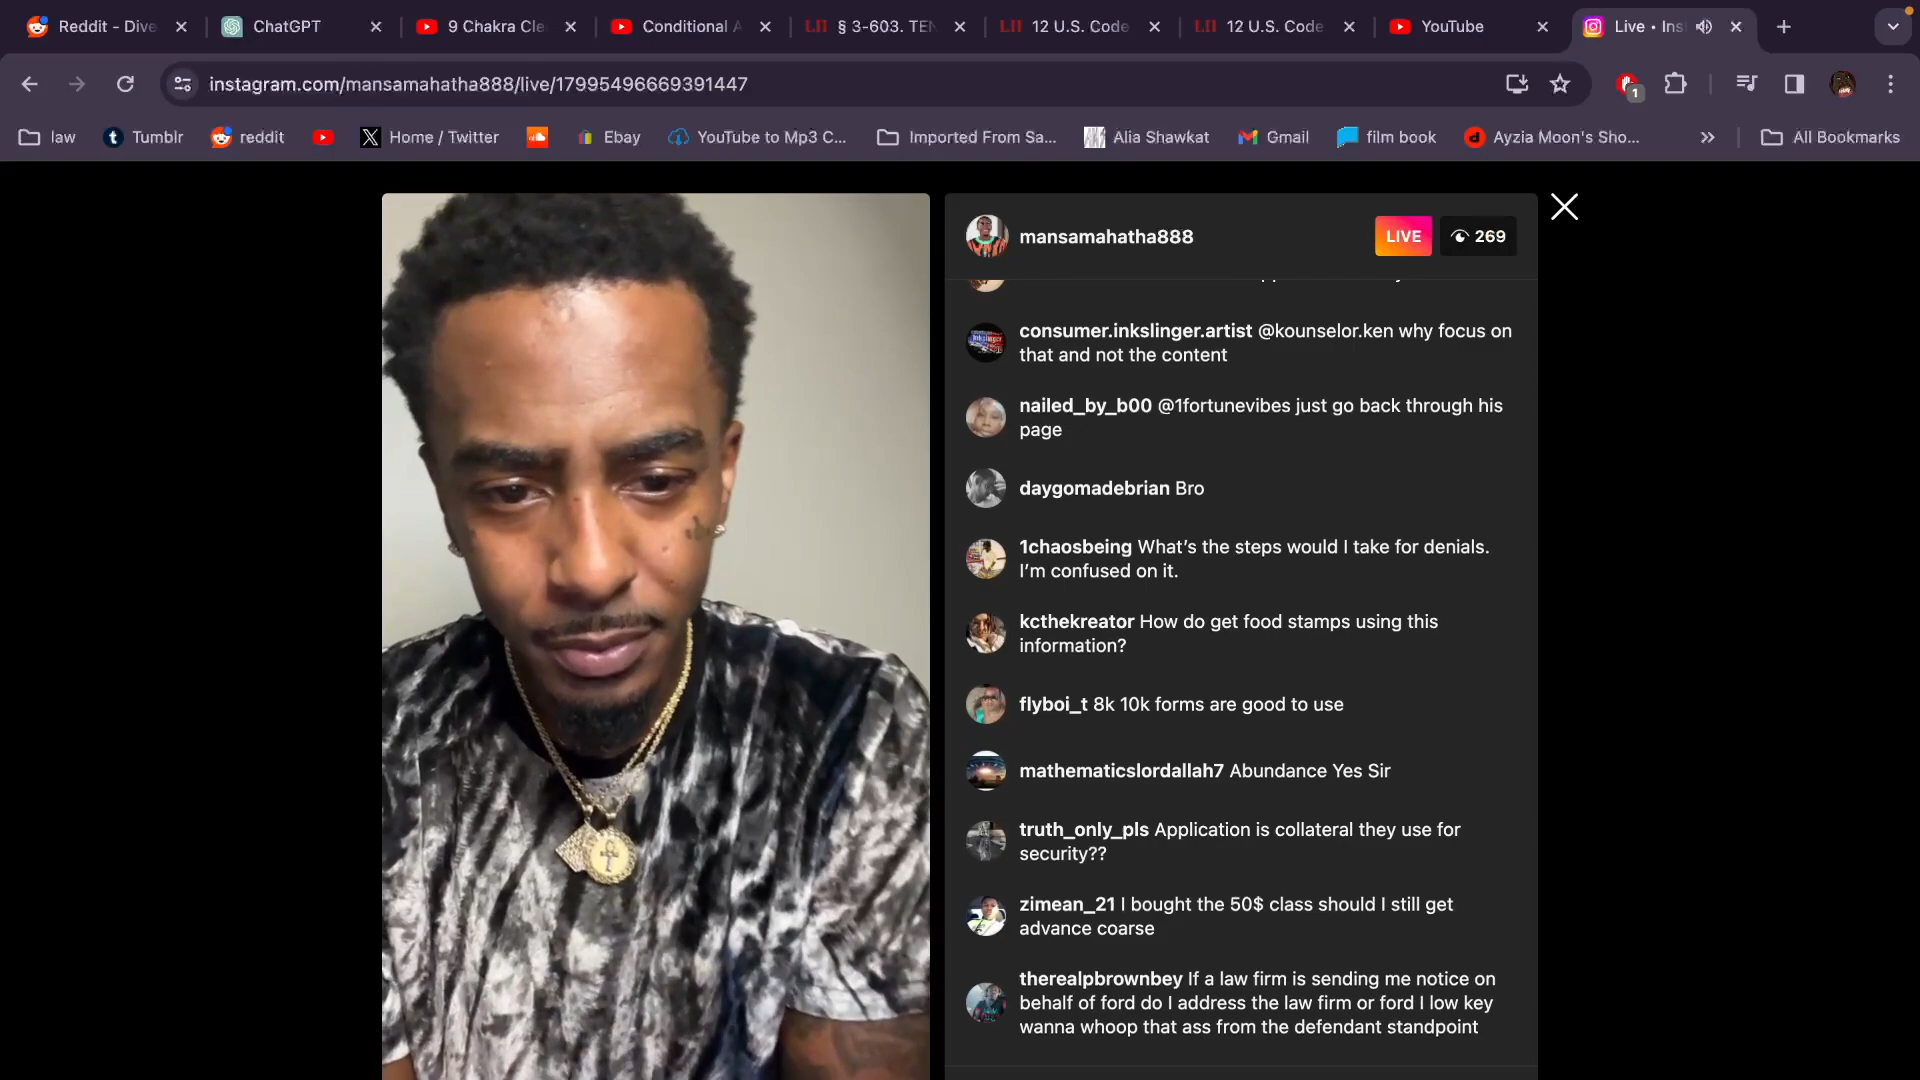 Reddit - Dive
ChatGPT
9 Chakra Cle
Conditional A
LII § 3-603. TEN
LII 12 U.S. Code
LII 12 U.S. Code
YouTube
Live • Ins
instagram.com/mansamahatha888/live/17995496669391447
1
law
Tumblr
reddit
Home / Twitter
Ebay
YouTube to Mp3 C...
Imported From Sa...
Alia Shawkat
Gmail
film book
Ayzia Moon's Sho...
All Bookmarks
mansamahatha888
LIVE
269
consumer.inkslinger.artist @kounselor.ken why focus on
that and not the content
nailed_by_b00 @1fortunevibes just go back through his
page
daygomadebrian Bro
1chaosbeing What's the steps would I take for denials.
I'm confused on it.
kcthekreator How do get food stamps using this
information?
flyboi_t 8k 10k forms are good to use
mathematicslordallah7 Abundance Yes Sir
truth_only_pls Application is collateral they use for
security??
zimean_21 I bought the 50$ class should I still get
advance coarse
therealpbrownbey If a law firm is sending me notice on
behalf of ford do I address the law firm or ford I low key
wanna whoop that ass from the defendant standpoint